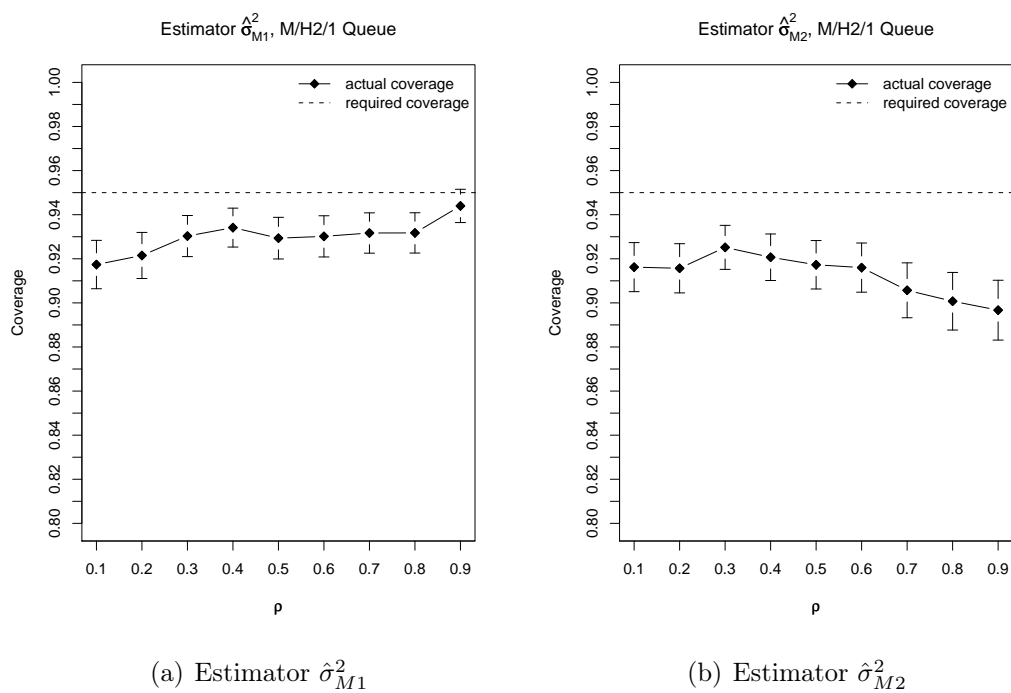 Estimator σ̂²M1, M/H2/1 Queue
actual coverage
required coverage
1.00
0.98
0.96
0.94
0.92
0.90
0.88
0.86
0.84
0.82
0.80
Coverage
0.1 0.2 0.3 0.4 0.5 0.6 0.7 0.8 0.9
ρ
(a) Estimator σ̂²M1
Estimator σ̂²M2, M/H2/1 Queue
actual coverage
required coverage
1.00
0.98
0.96
0.94
0.92
0.90
0.88
0.86
0.84
0.82
0.80
Coverage
0.1 0.2 0.3 0.4 0.5 0.6 0.7 0.8 0.9
ρ
(b) Estimator σ̂²M2